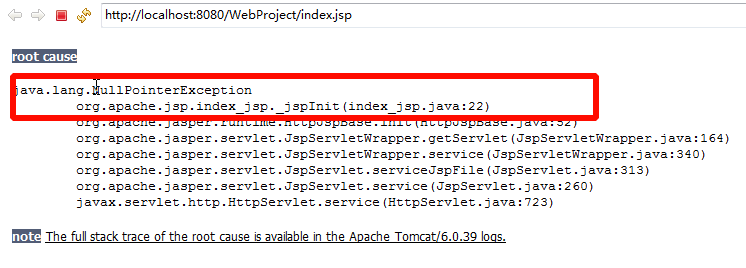 http://localhost:8080/WebProject/index.jsp
root cause
java.lang.NullPointerException
org.apache.jsp.index_jsp._jspInit(index_jsp.java:22)
org.apache.jasper.runtime.HttpJspBase.init(HttpJspBase.java:52)
org.apache.jasper.servlet.JspServletWrapper.getServlet(JspServletWrapper.java:164)
org.apache.jasper.servlet.JspServletWrapper.service(JspServletWrapper.java:340)
org.apache.jasper.servlet.JspServlet.serviceJspFile(JspServlet.java:313)
org.apache.jasper.servlet.JspServlet.service(JspServlet.java:260)
javax.servlet.http.HttpServlet.service(HttpServlet.java:723)
note The full stack trace of the root cause is available in the Apache Tomcat/6.0.39 logs.